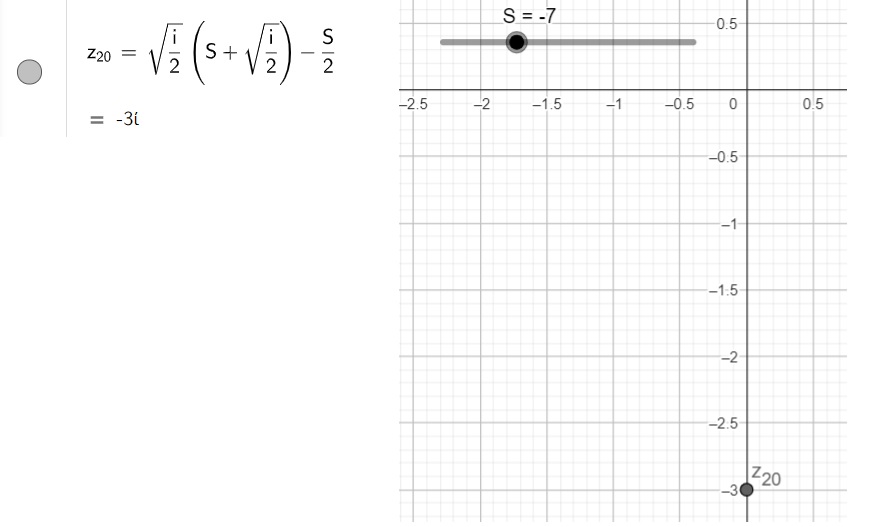 z₂₀ = √(i/2) (S + √(i/2)) − S/2
= -3i
S = -7
0.5
−2.5 −2 −1.5 −1 −0.5 0 0.5
−0.5
−1
−1.5
−2
−2.5
−3
z₂₀